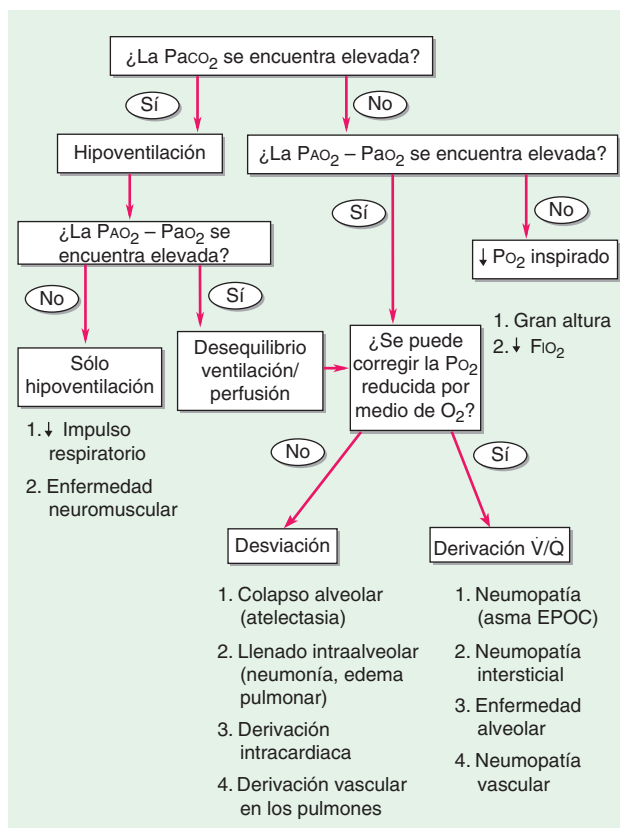 ¿La PaCO₂ se encuentra elevada?
Sí
No
Hipoventilación
¿La PAO₂ – PaO₂ se encuentra elevada?
Sí
No
¿La PAO₂ – PaO₂ se
encuentra elevada?
↓ PO₂ inspirado
No
Sí
1. Gran altura
2. ↓ FIO₂
Sólo
hipoventilación
Desequilibrio
ventilación/
perfusión
¿Se puede
corregir la PO₂
reducida por
medio de O₂?
1. ↓ Impulso
respiratorio
2. Enfermedad
neuromuscular
No
Sí
Desviación
Derivación V̇/Q̇
1. Colapso alveolar
(atelectasia)
2. Llenado intraalveolar
(neumonía, edema
pulmonar)
3. Derivación
intracardiaca
4. Derivación vascular
en los pulmones
1. Neumopatía
(asma EPOC)
2. Neumopatía
intersticial
3. Enfermedad
alveolar
4. Neumopatía
vascular